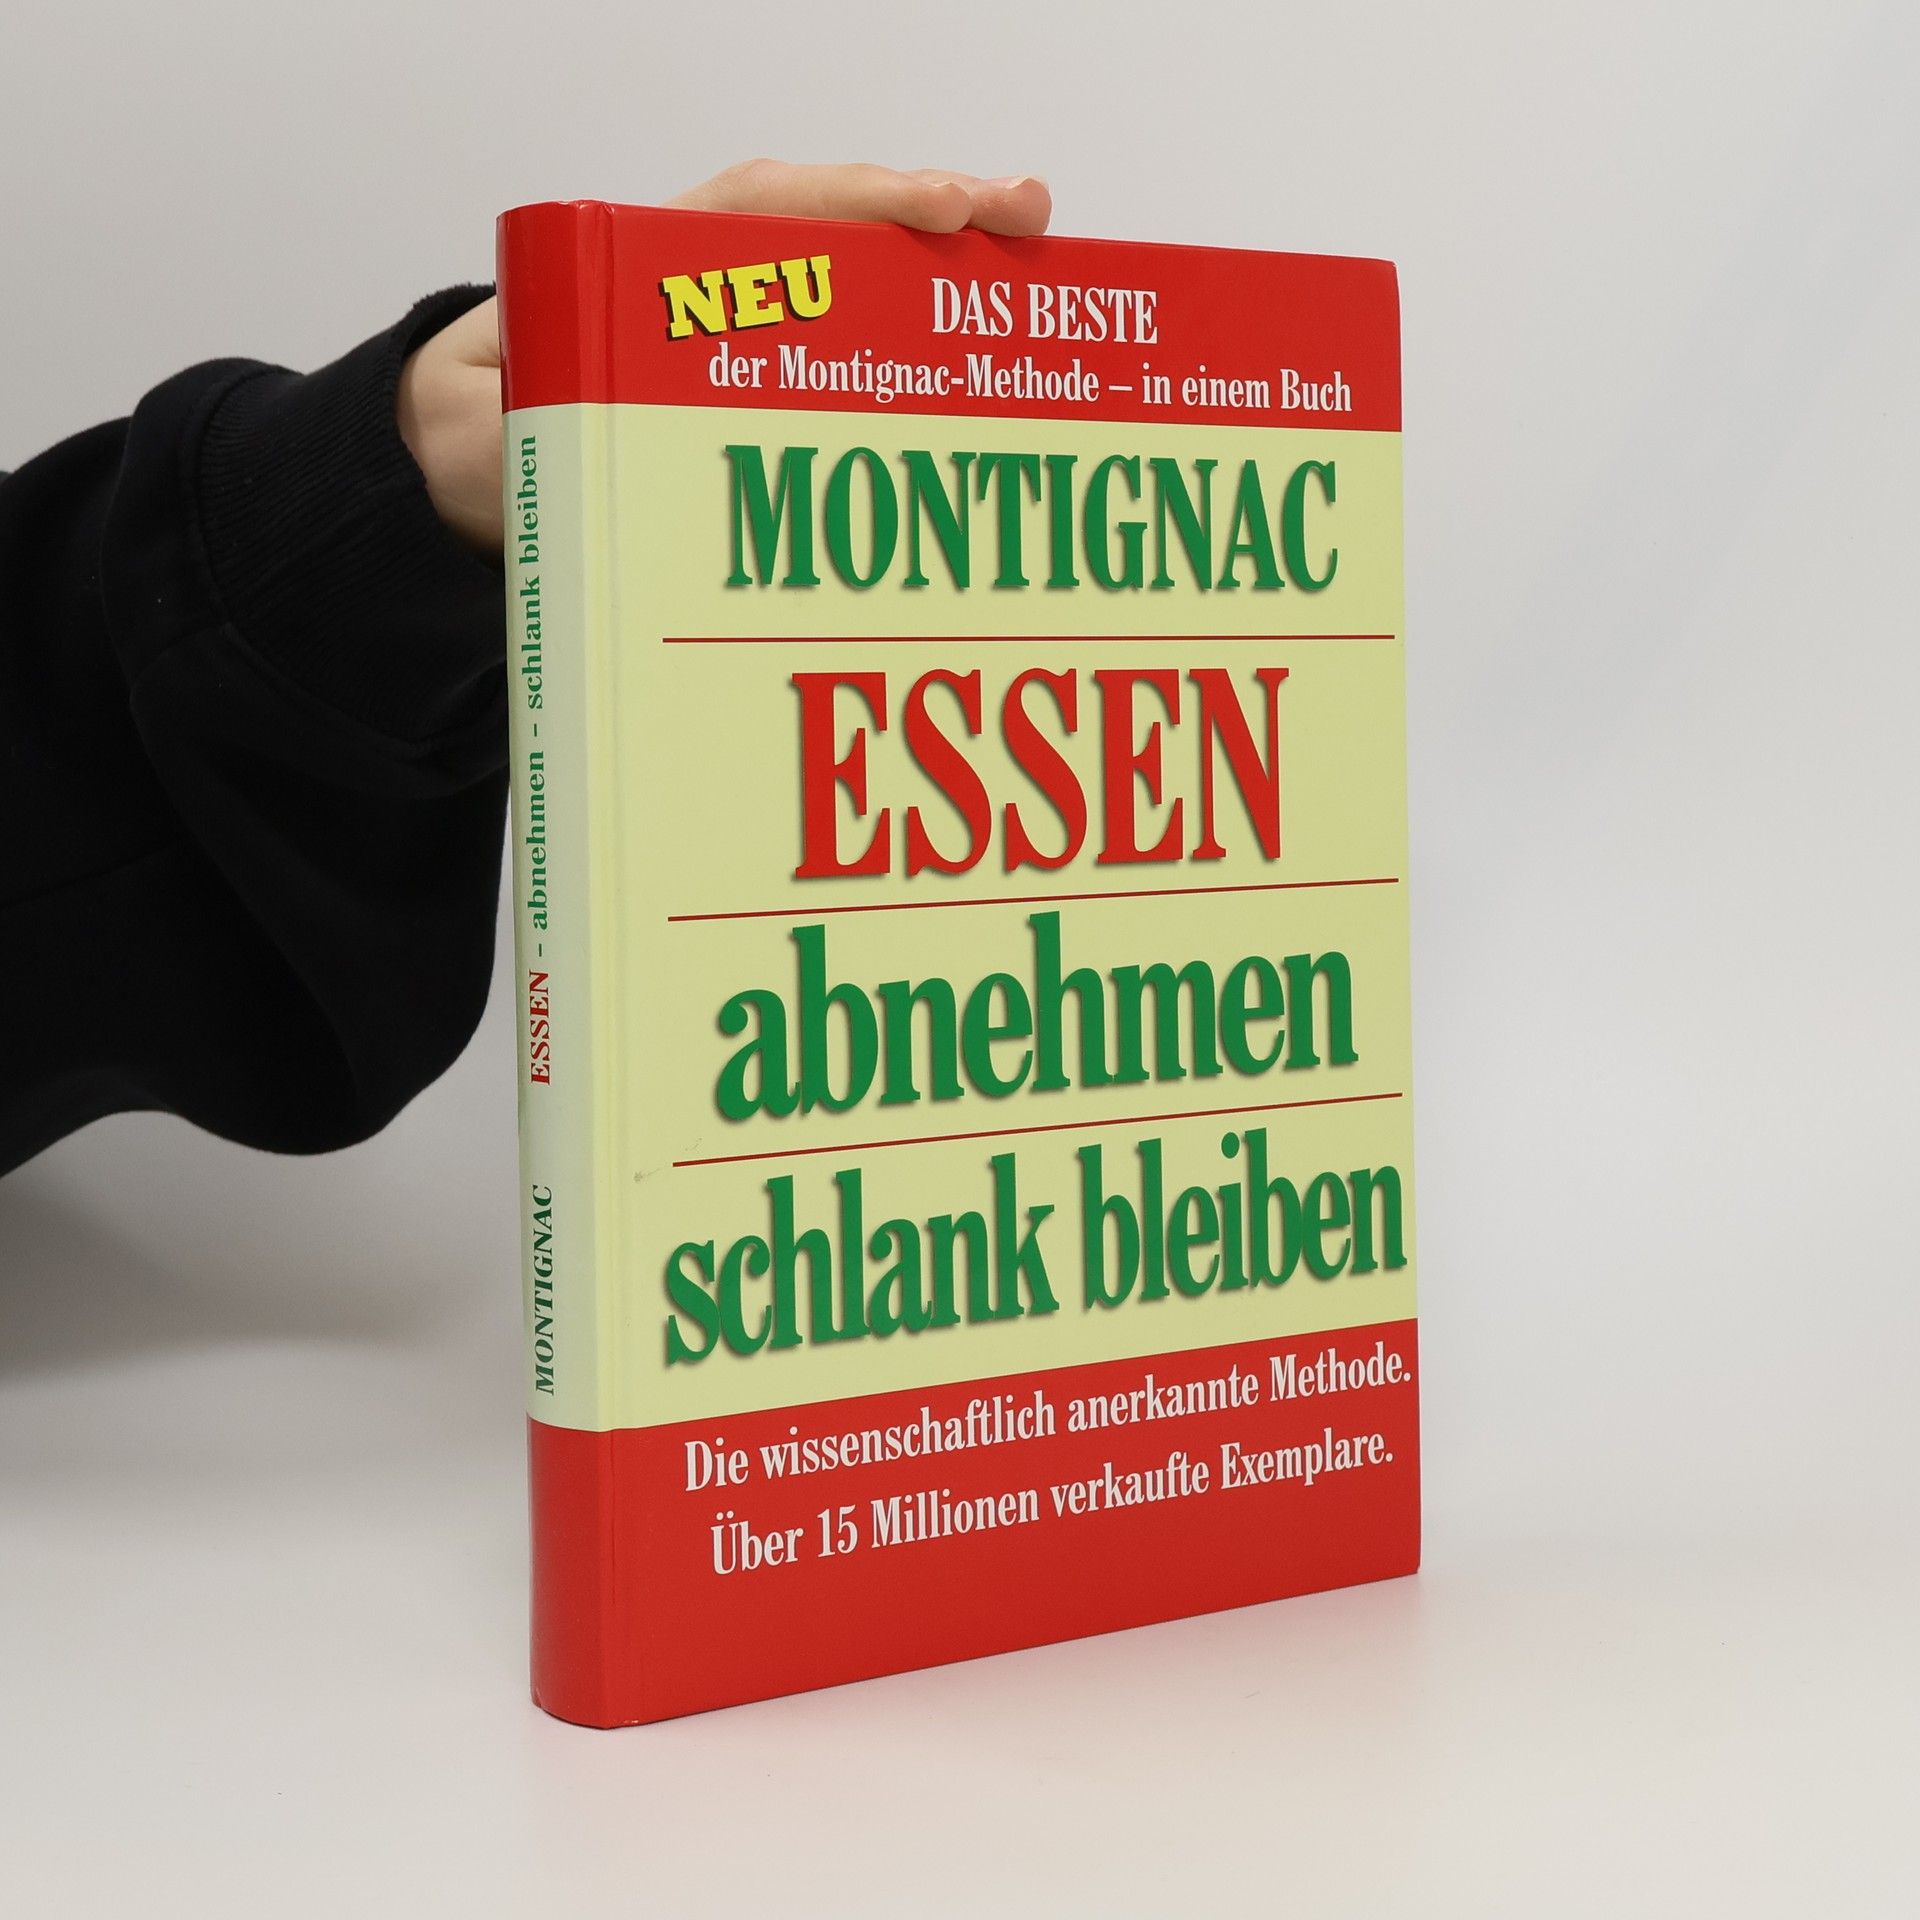 NEU
DAS BESTE
der Montignac-Methode – in einem Buch
MONTIGNAC
ESSEN
abnehmen
schlank bleiben
Die wissenschaftlich anerkannte Methode.
Über 15 Millionen verkaufte Exemplare.
MONTIGNAC ESSEN – abnehmen – schlank bleiben